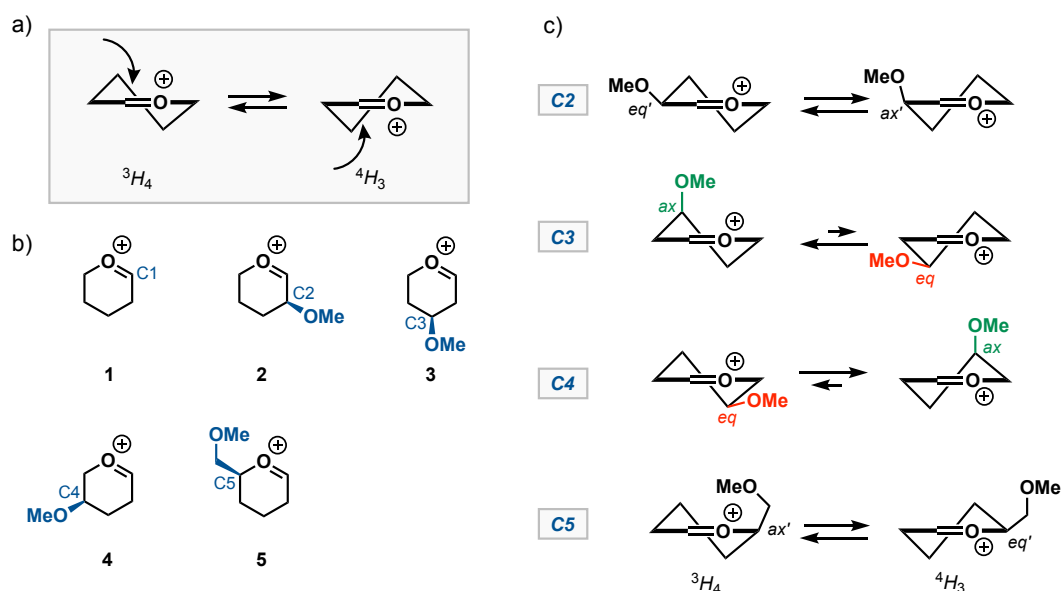 a)
⊕
O
O
⊕
³H₄
⁴H₃
b)
⊕
O
C1
1
⊕
O
C2
OMe
2
⊕
O
C3
OMe
3
⊕
O
C4
MeO
4
OMe
⊕
O
C5
5
c)
C2
MeO
eq'
⊕
O
MeO
ax'
O
⊕
C3
OMe
ax
⊕
O
MeO
eq
O
⊕
C4
⊕
O
OMe
eq
OMe
ax
O
⊕
C5
MeO
⊕
O
ax'
OMe
O
⊕
eq'
³H₄
⁴H₃